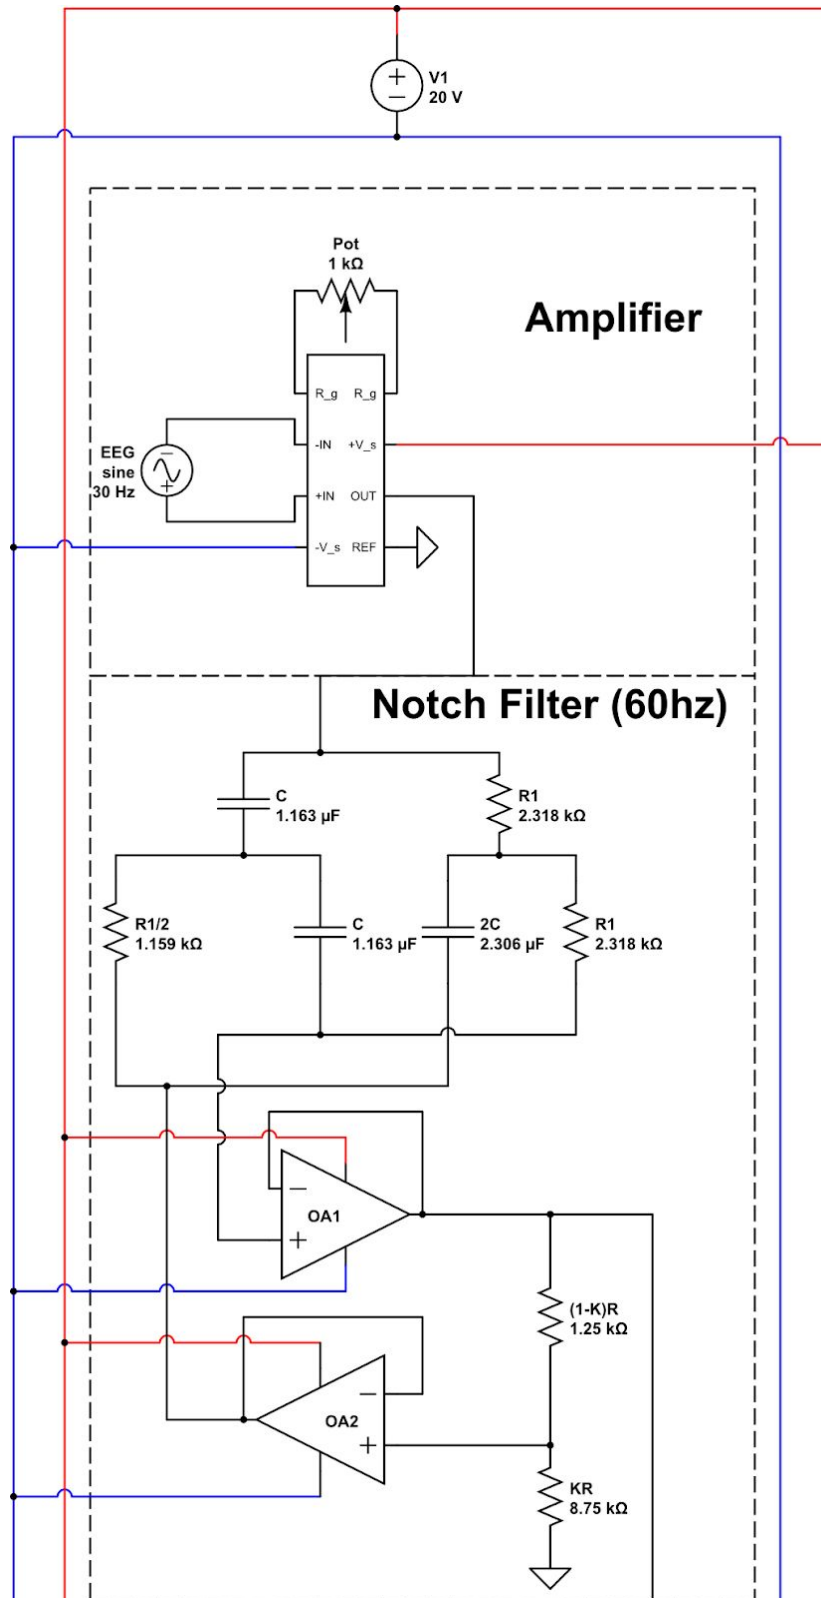 V1
20 V
Pot
1 kΩ
Amplifier
R_g R_g
-IN +V_s
EEG
sine
30 Hz
+IN OUT
-V_s REF
Notch Filter (60hz)
C
1.163 μF
R1
2.318 kΩ
R1/2
1.159 kΩ
C
1.163 μF
2C
2.306 μF
R1
2.318 kΩ
OA1
(1-K)R
1.25 kΩ
OA2
KR
8.75 kΩ